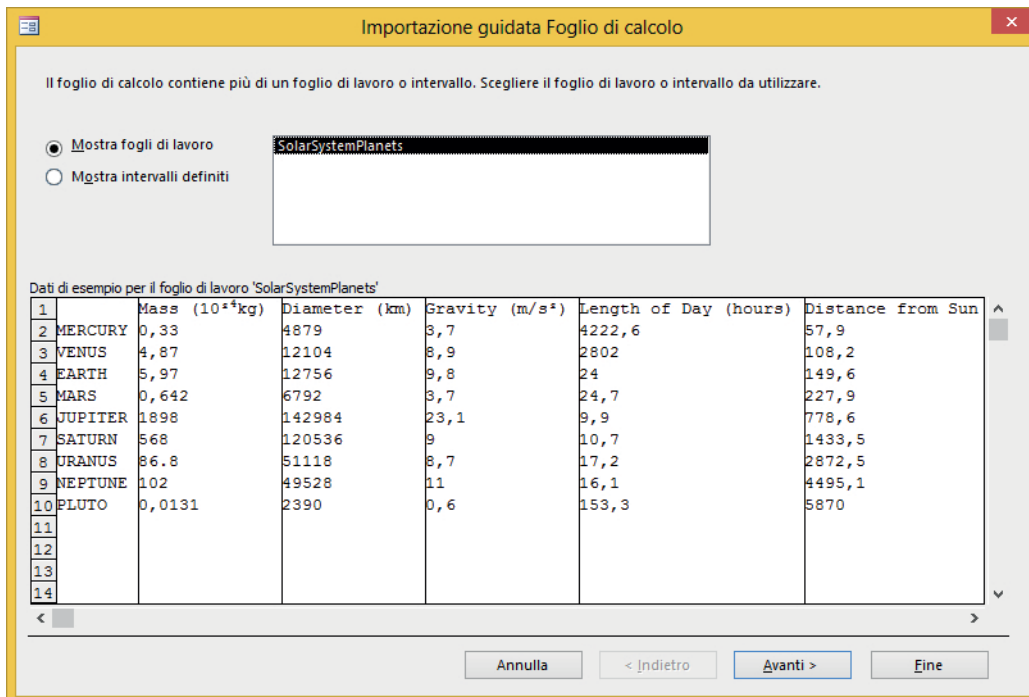 Importazione guidata Foglio di calcolo
Il foglio di calcolo contiene più di un foglio di lavoro o intervallo. Scegliere il foglio di lavoro o intervallo da utilizzare.
Mostra fogli di lavoro
Mostra intervalli definiti
SolarSystemPlanets
Dati di esempio per il foglio di lavoro 'SolarSystemPlanets'
1 Mass (10²⁴kg) Diameter (km) Gravity (m/s²) Length of Day (hours) Distance from Sun
2 MERCURY 0,33 4879 3,7 4222,6 57,9
3 VENUS 4,87 12104 8,9 2802 108,2
4 EARTH 5,97 12756 9,8 24 149,6
5 MARS 0,642 6792 3,7 24,7 227,9
6 JUPITER 1898 142984 23,1 9,9 778,6
7 SATURN 568 120536 9 10,7 1433,5
8 URANUS 86.8 51118 8,7 17,2 2872,5
9 NEPTUNE 102 49528 11 16,1 4495,1
10 PLUTO 0,0131 2390 0,6 153,3 5870
11
12
13
14
Annulla < Indietro Avanti > Fine